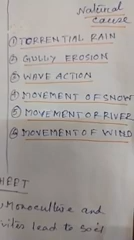 Natural
cause
① TORRENTIAL RAIN
② GULLY EROSION
③ WAVE ACTION
④ MOVEMENT OF SNOW
⑤ MOVEMENT OF RIVER
⑥ MOVEMENT OF WIND
Monoculture and
lead to soil